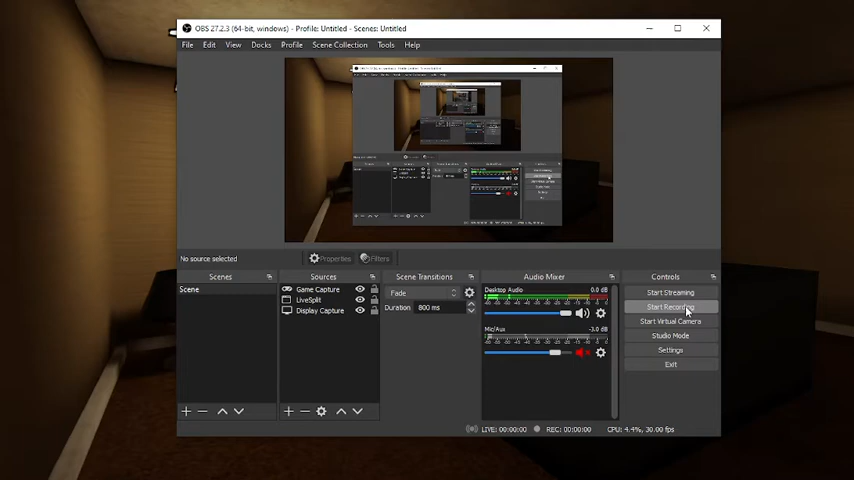 OBS 27.2.3 (64-bit, windows) - Profile: Untitled - Scenes: Untitled
File Edit View Docks Profile Scene Collection Tools Help
No source selected Properties Filters
Scenes Sources Scene Transitions Audio Mixer Controls
Scene
Game Capture
LiveSplit
Display Capture
Fade
Duration 800 ms
Desktop Audio 0.0 dB
Mic/Aux -3.0 dB
Start Streaming
Start Recording
Start Virtual Camera
Studio Mode
Settings
Exit
LIVE: 00:00:00 REC: 00:00:00 CPU: 4.4%, 30.00 fps